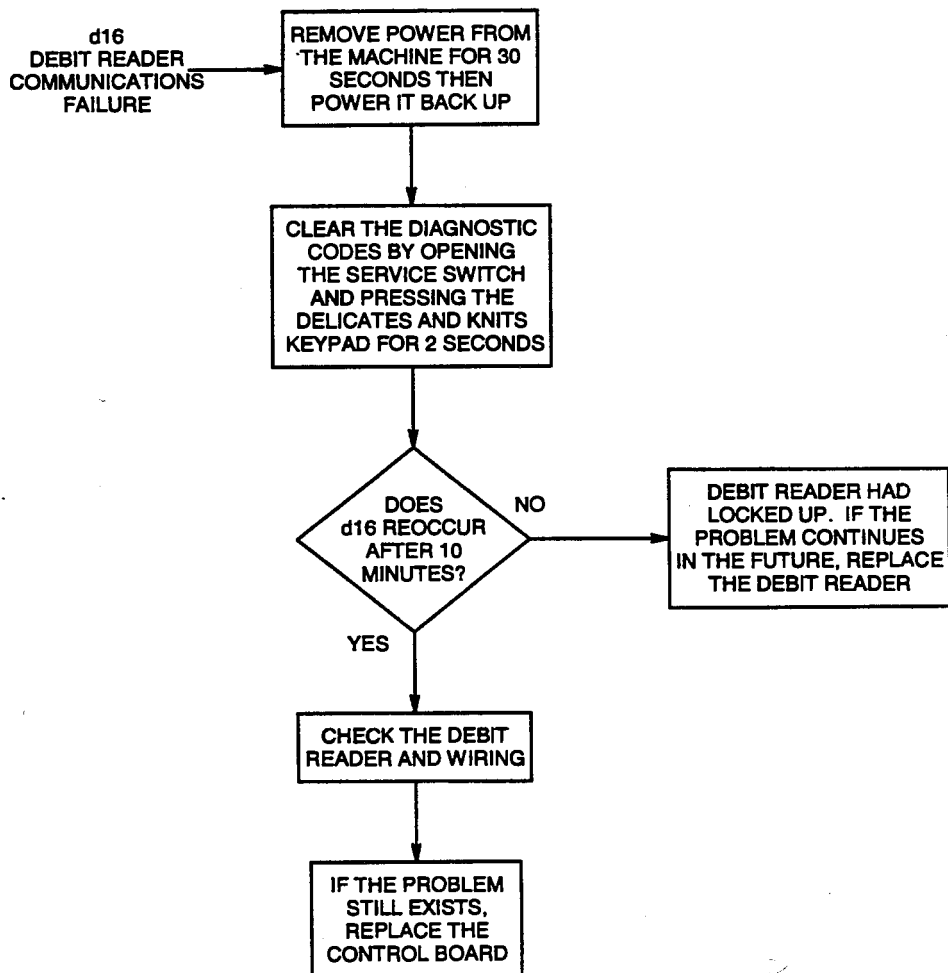 d16
DEBIT READER
COMMUNICATIONS
FAILURE
REMOVE POWER FROM
THE MACHINE FOR 30
SECONDS THEN
POWER IT BACK UP
CLEAR THE DIAGNOSTIC
CODES BY OPENING
THE SERVICE SWITCH
AND PRESSING THE
DELICATES AND KNITS
KEYPAD FOR 2 SECONDS
DOES
d16 REOCCUR
AFTER 10
MINUTES?
NO
DEBIT READER HAD
LOCKED UP. IF THE
PROBLEM CONTINUES
IN THE FUTURE, REPLACE
THE DEBIT READER
YES
CHECK THE DEBIT
READER AND WIRING
IF THE PROBLEM
STILL EXISTS,
REPLACE THE
CONTROL BOARD